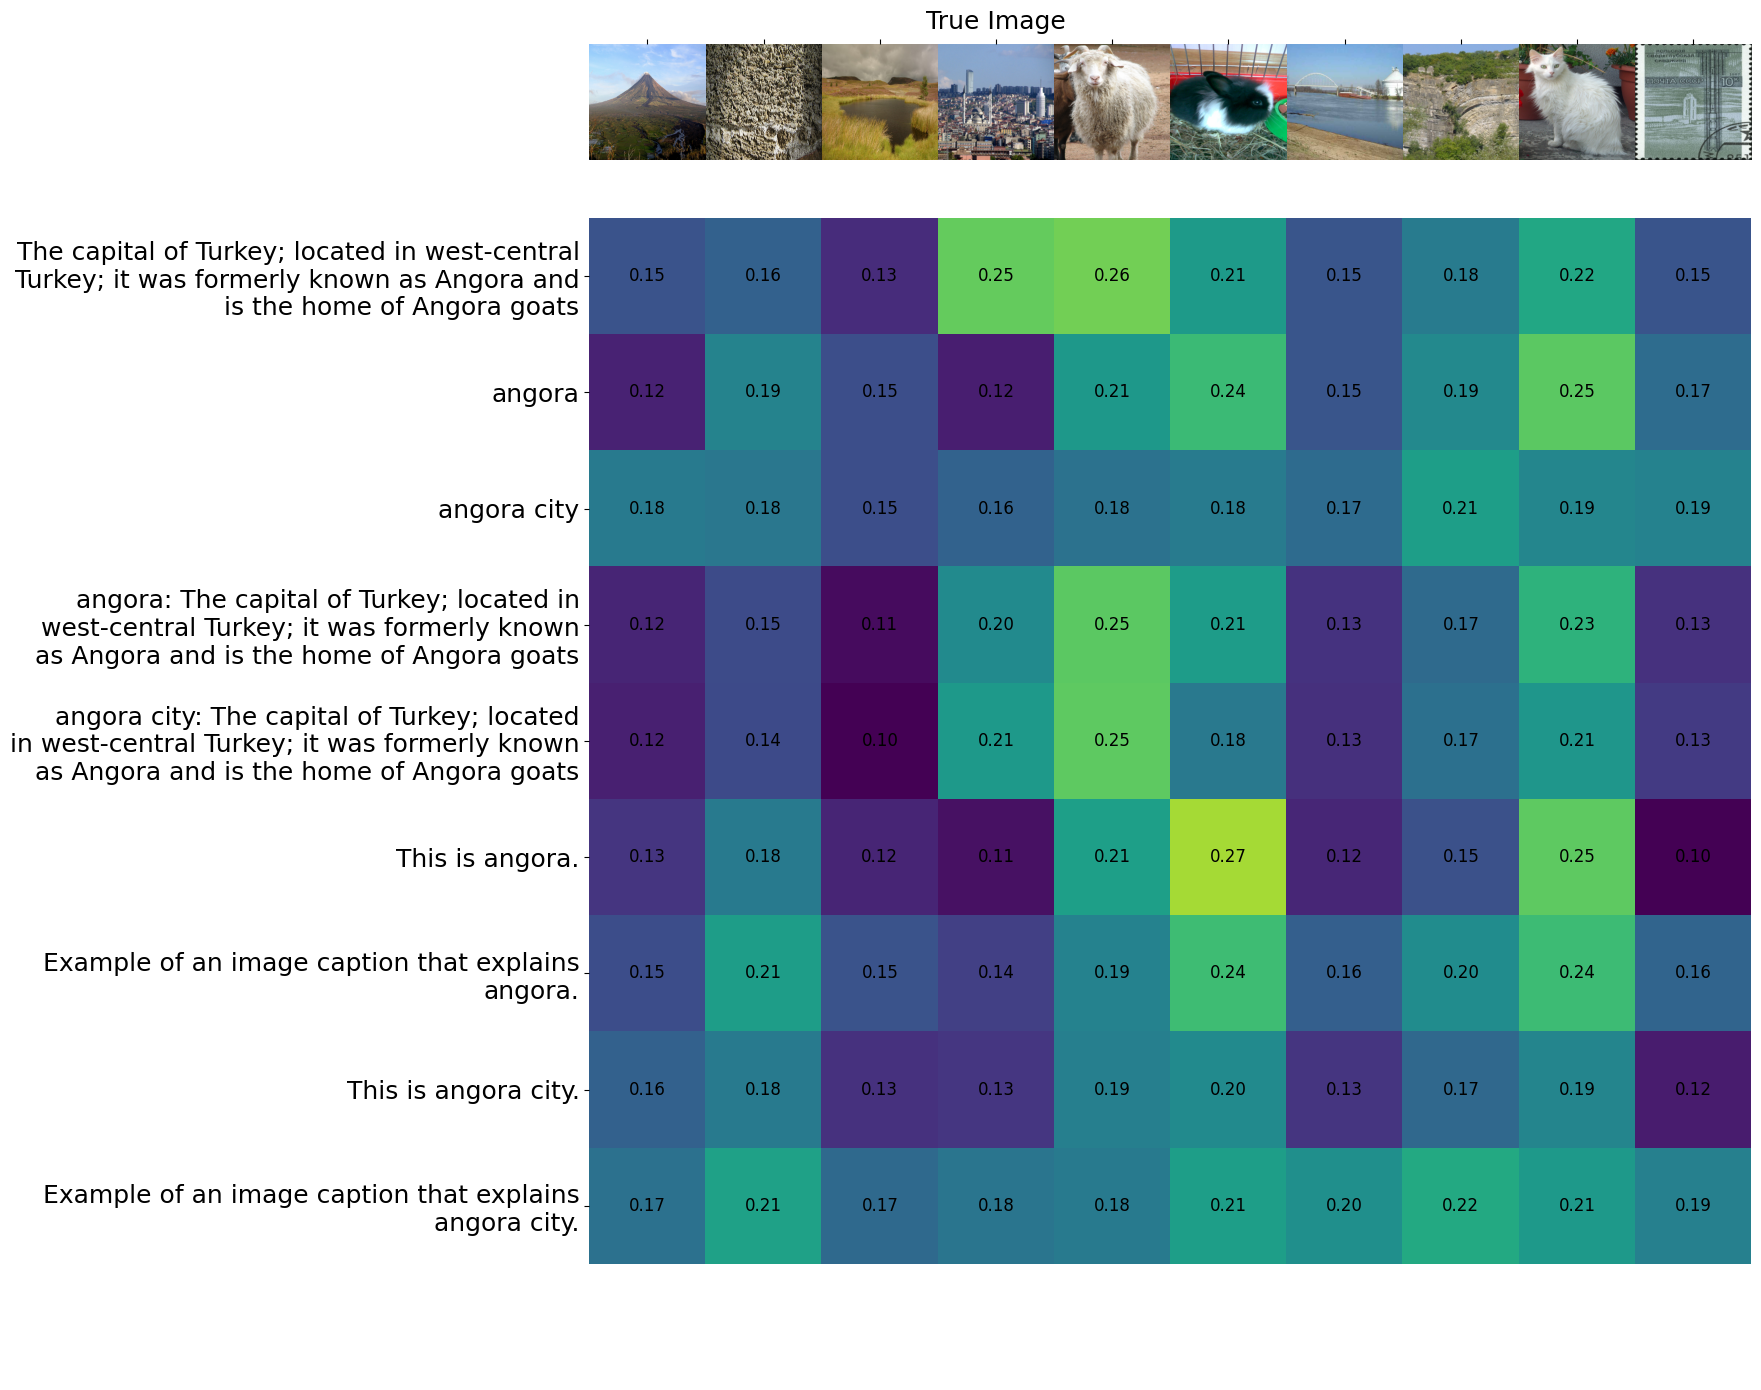 True Image
The capital of Turkey; located in west-central
Turkey; it was formerly known as Angora and
is the home of Angora goats
0.15 0.16 0.13 0.25 0.26 0.21 0.15 0.18 0.22 0.15
angora
0.12 0.19 0.15 0.12 0.21 0.24 0.15 0.19 0.25 0.17
angora city
0.18 0.18 0.15 0.16 0.18 0.18 0.17 0.21 0.19 0.19
angora: The capital of Turkey; located in
west-central Turkey; it was formerly known
as Angora and is the home of Angora goats
0.12 0.15 0.11 0.20 0.25 0.21 0.13 0.17 0.23 0.13
angora city: The capital of Turkey; located
in west-central Turkey; it was formerly known
as Angora and is the home of Angora goats
0.12 0.14 0.10 0.21 0.25 0.18 0.13 0.17 0.21 0.13
This is angora.
0.13 0.18 0.12 0.11 0.21 0.27 0.12 0.15 0.25 0.10
Example of an image caption that explains
angora.
0.15 0.21 0.15 0.14 0.19 0.24 0.16 0.20 0.24 0.16
This is angora city.
0.16 0.18 0.13 0.13 0.19 0.20 0.13 0.17 0.19 0.12
Example of an image caption that explains
angora city.
0.17 0.21 0.17 0.18 0.18 0.21 0.20 0.22 0.21 0.19